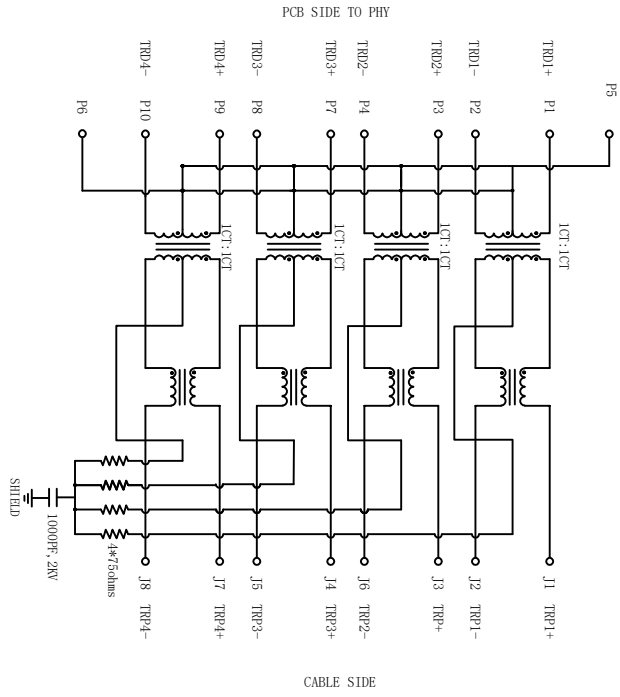 PCB SIDE TO PHY
TRD4-
TRD4+
TRD3-
TRD3+
TRD2-
TRD2+
TRD1-
TRD1+
P6
P10
P9
P8
P7
P4
P3
P2
P1
P5
1CT:1CT
1CT:1CT
1CT:1CT
1CT:1CT
SHIELD
1000PF,2KV
4*75ohms
J8
J7
J5
J4
J6
J3
J2
J1
TRP4-
TRP4+
TRP3-
TRP3+
TRP2-
TRP+
TRP1-
TRP1+
CABLE SIDE